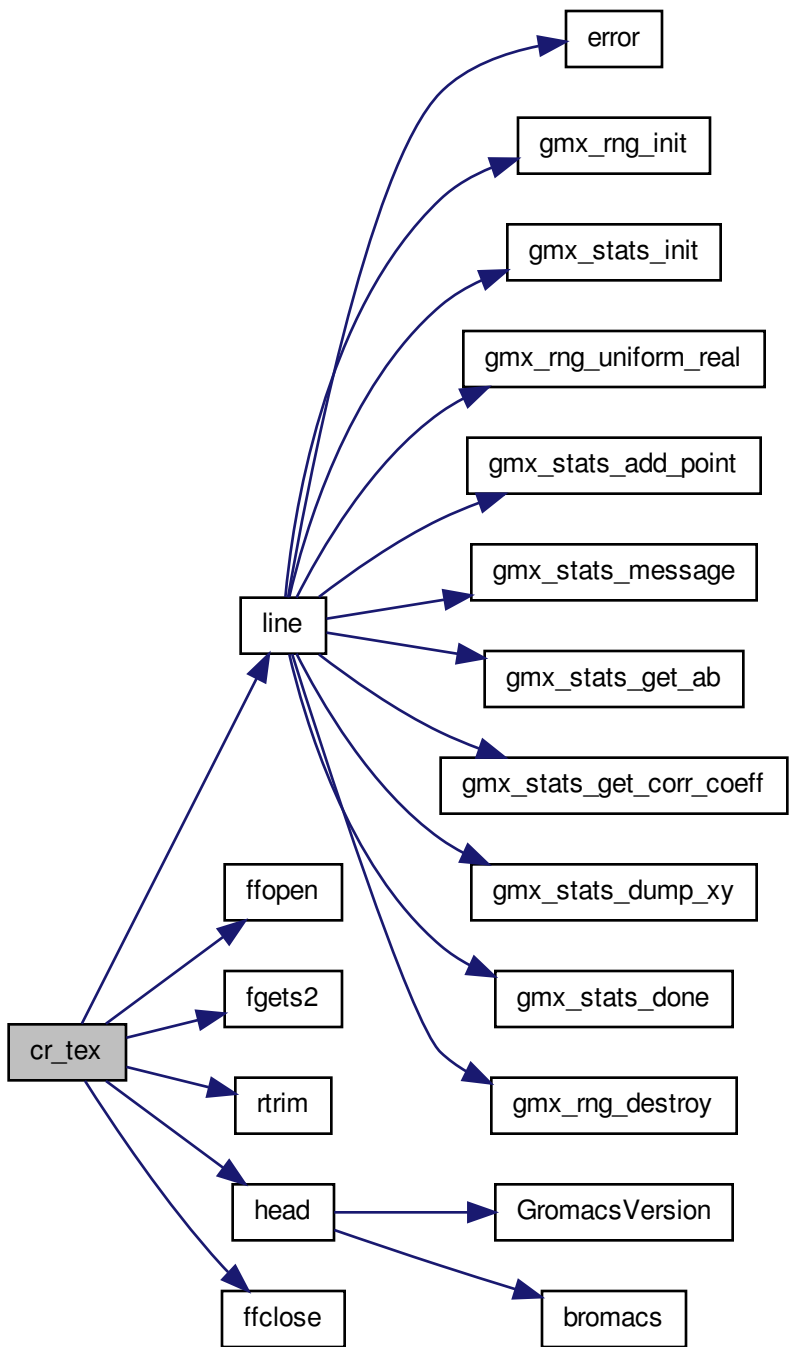 error
gmx_rng_init
gmx_stats_init
gmx_rng_uniform_real
gmx_stats_add_point
gmx_stats_message
line
gmx_stats_get_ab
gmx_stats_get_corr_coeff
ffopen
gmx_stats_dump_xy
fgets2
gmx_stats_done
cr_tex
rtrim
gmx_rng_destroy
head
GromacsVersion
ffclose
bromacs